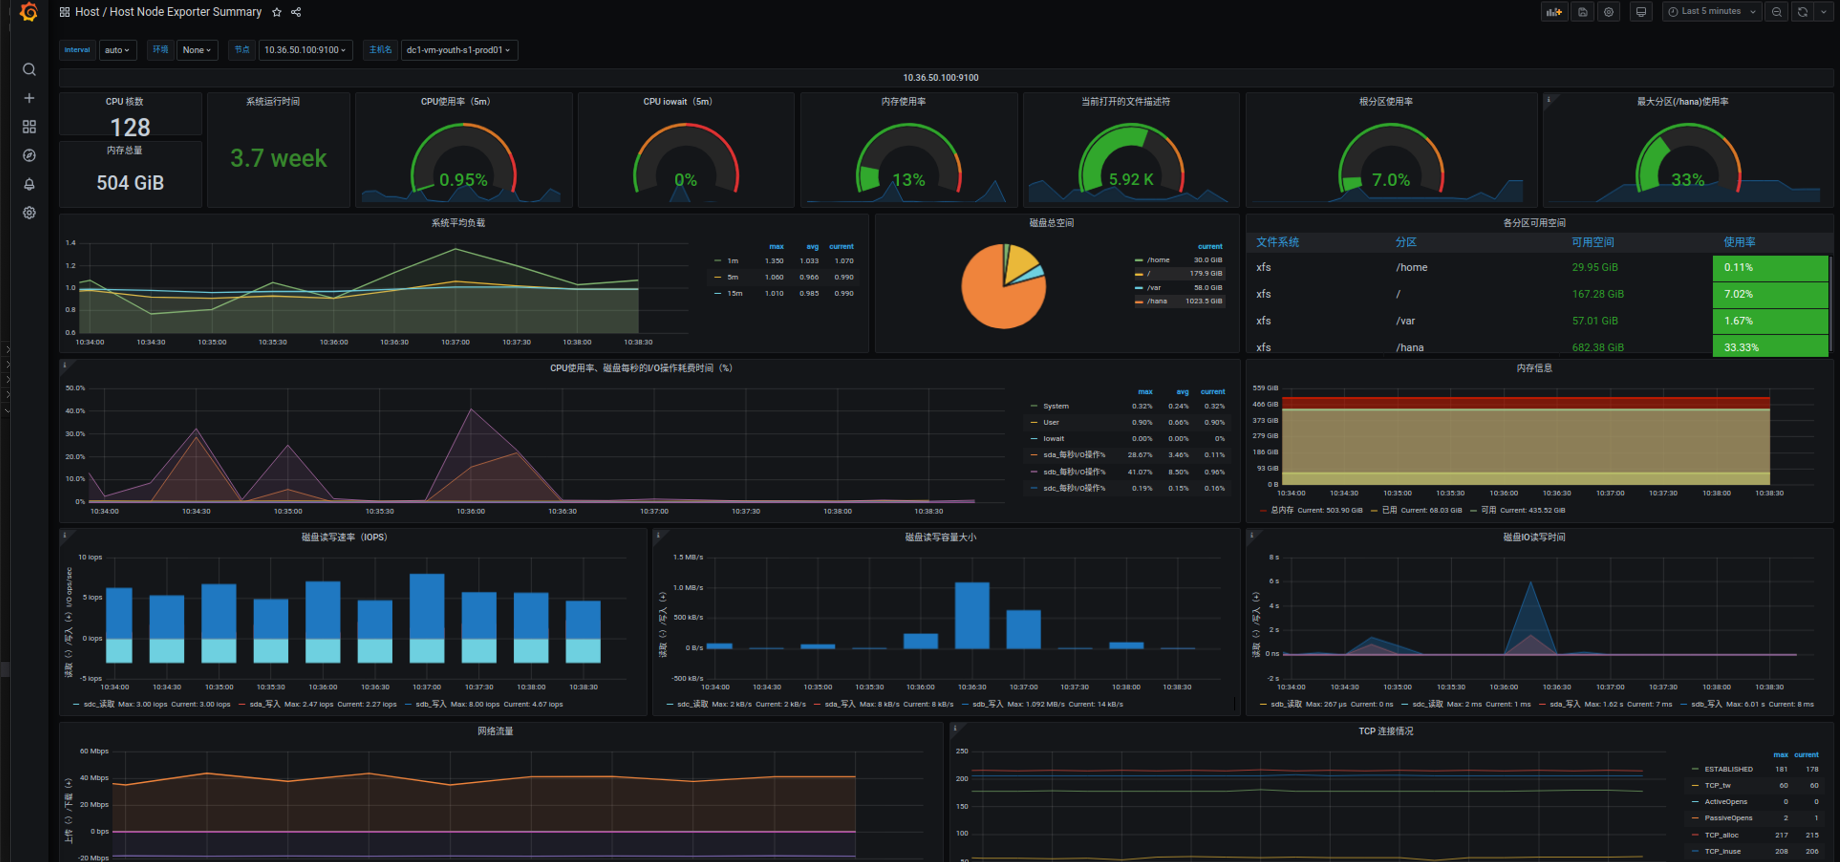 Host / Host Node Exporter Summary
Last 5 minutes
Interval auto 环境 None 节点 10.36.50.100:9100 主机名 dc1-vm-youth-s1-prod01
10.36.50.100:9100
CPU 核数
128
内存总量
504 GiB
系统运行时间
3.7 week
CPU使用率（5m）
0.95%
CPU iowait（5m）
0%
内存使用率
13%
当前打开的文件描述符
5.92 K
根分区使用率
7.0%
最大分区(/hana)使用率
33%
系统平均负载
1.4
1.2
1.0
0.8
0.6
10:34:00 10:34:30 10:35:00 10:35:30 10:36:00 10:36:30 10:37:00 10:37:30 10:38:00 10:38:30
max avg current
1m 1.350 1.033 1.070
5m 1.060 0.966 0.990
15m 1.010 0.985 0.990
磁盘总空间
current
/home 30.0 GiB
/ 179.9 GiB
/var 58.0 GiB
/hana 1023.5 GiB
各分区可用空间
文件系统 分区 可用空间 使用率
xfs /home 29.95 GiB 0.11%
xfs / 167.28 GiB 7.02%
xfs /var 57.01 GiB 1.67%
xfs /hana 682.38 GiB 33.33%
CPU使用率、磁盘每秒的I/O操作耗费时间（%）
50.0%
40.0%
30.0%
20.0%
10.0%
0%
10:34:00 10:34:30 10:35:00 10:35:30 10:36:00 10:36:30 10:37:00 10:37:30 10:38:00 10:38:30
max avg current
System 0.32% 0.24% 0.32%
User 0.90% 0.66% 0.90%
Iowait 0.00% 0.00% 0%
sda_每秒I/O操作% 28.67% 3.46% 0.11%
sdb_每秒I/O操作% 41.07% 8.50% 0.96%
sdc_每秒I/O操作% 0.19% 0.15% 0.16%
内存信息
559 GiB
466 GiB
373 GiB
279 GiB
186 GiB
93 GiB
0 B
10:34:00 10:34:30 10:35:00 10:35:30 10:36:00 10:36:30 10:37:00 10:37:30 10:38:00 10:38:30
总内存 Current: 503.90 GiB 已用 Current: 68.03 GiB 可用 Current: 435.52 GiB
磁盘读写速率（IOPS）
读取（-）/写入（+）I/O ops/sec
10 iops
5 iops
0 iops
-5 iops
10:34:00 10:34:30 10:35:00 10:35:30 10:36:00 10:36:30 10:37:00 10:37:30 10:38:00 10:38:30
sdc_读取 Max: 3.00 iops Current: 3.00 iops sda_写入 Max: 2.47 iops Current: 2.27 iops sdb_写入 Max: 8.00 iops Current: 4.67 iops
磁盘读写容量大小
读取（-）/写入（+）
1.5 MB/s
1.0 MB/s
500 kB/s
0 B/s
-500 kB/s
10:34:00 10:34:30 10:35:00 10:35:30 10:36:00 10:36:30 10:37:00 10:37:30 10:38:00 10:38:30
sdc_读取 Max: 2 kB/s Current: 2 kB/s sda_写入 Max: 8 kB/s Current: 8 kB/s sdb_写入 Max: 1.092 MB/s Current: 14 kB/s
磁盘IO读写时间
读取（-）/写入（+）
8 s
6 s
4 s
2 s
0 ns
-2 s
10:34:00 10:34:30 10:35:00 10:35:30 10:36:00 10:36:30 10:37:00 10:37:30 10:38:00 10:38:30
sdb_读取 Max: 267 µs Current: 0 ns sdc_读取 Max: 2 ms Current: 1 ms sda_写入 Max: 1.62 s Current: 7 ms sdb_写入 Max: 6.01 s Current: 8 ms
网络流量
上传（-）/下载（+）
60 Mbps
40 Mbps
20 Mbps
0 bps
-20 Mbps
TCP 连接情况
250
200
150
100
50
max current
ESTABLISHED 181 178
TCP_tw 60 60
ActiveOpens 0 0
PassiveOpens 2 1
TCP_alloc 217 215
TCP_inuse 208 206